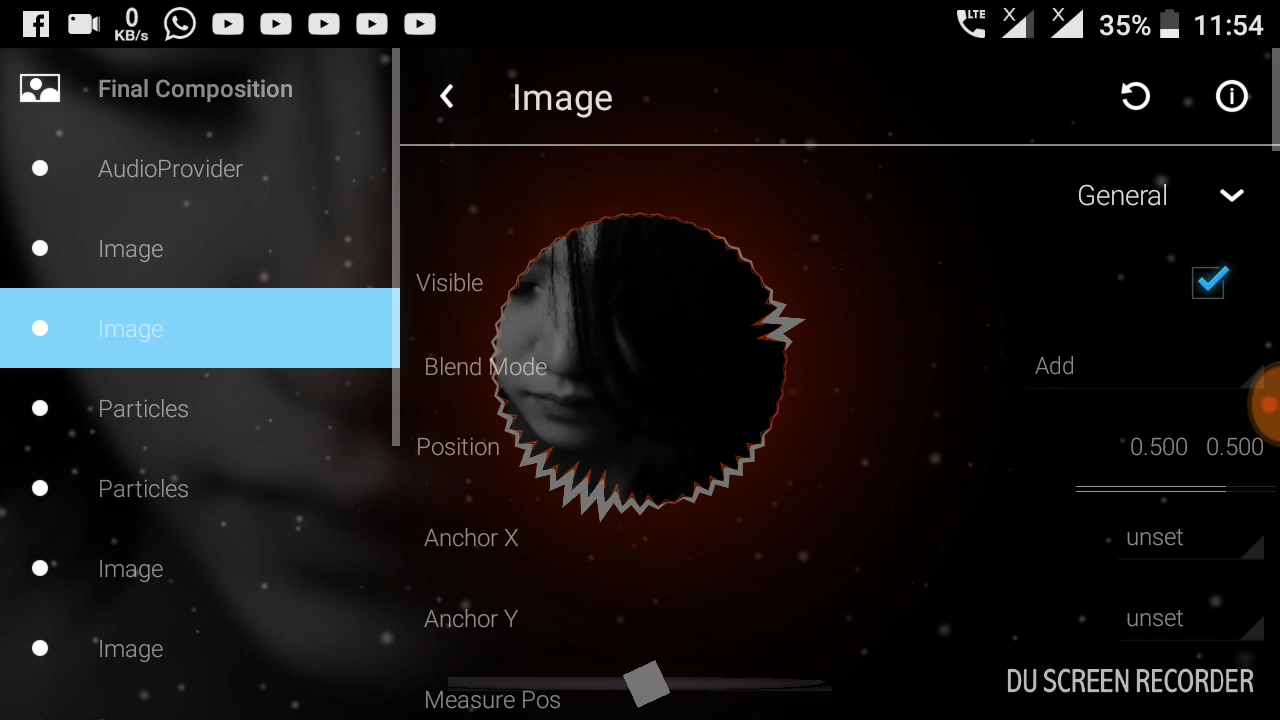 0
KB/s
LTE
X
X
35%
11:54
Final Composition
AudioProvider
Image
Image
Particles
Particles
Image
Image
Image
General
Visible
Blend Mode
Add
Position
0.500 0.500
Anchor X
unset
Anchor Y
unset
Measure Pos
DU SCREEN RECORDER